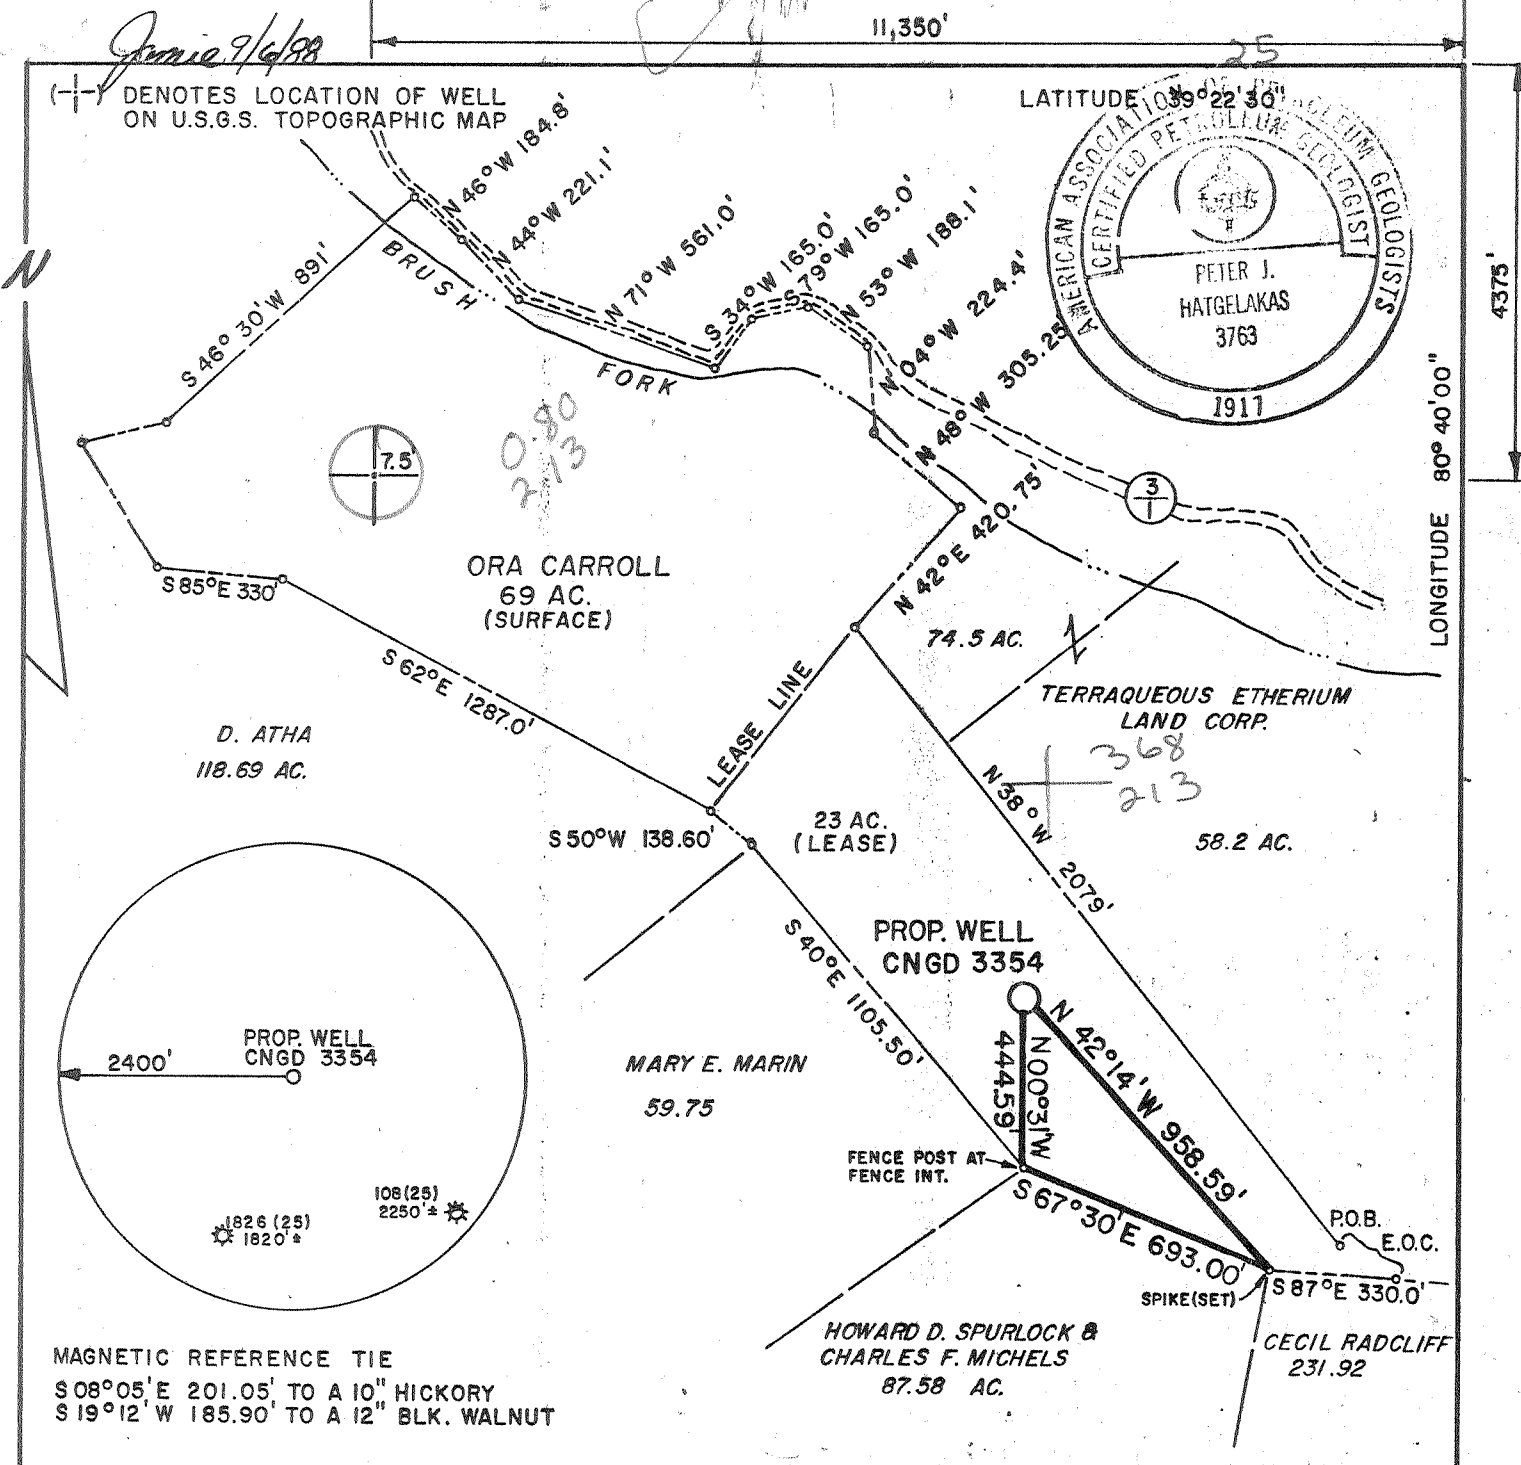 11,350'
Jamie 9/6/88
25
DENOTES LOCATION OF WELL
ON U.S.G.S. TOPOGRAPHIC MAP
LATITUDE 39°22'30"
AMERICAN ASSOCIATION OF PETROLEUM GEOLOGISTS
CERTIFIED PETROLEUM GEOLOGIST
PETER J.
HATGELAKAS
3763
1917
4375'
LONGITUDE 80° 40' 00"
N
N 46° W 184.8'
N 44° W 221.1'
N 71° W 561.0'
S 34° W 165.0'
S 79° W 165.0'
N 53° W 188.1'
N 04° W 224.4'
N 48° W 305.25
N 42° E 420.75'
S 46° 30' W 891'
BRUSH
FORK
7.5'
0.80
2.13
3
1
ORA CARROLL
69 AC.
(SURFACE)
S 85° E 330'
S 62° E 1287.0'
74.5 AC.
TERRAQUEOUS ETHERIUM
LAND CORP.
368
213
LEASE LINE
D. ATHA
118.69 AC.
N 38° W 2079'
58.2 AC.
S 50° W 138.60'
23 AC.
(LEASE)
S 40° E 1105.50'
PROP. WELL
CNGD 3354
N 42° 14' W 958.59'
N 00° 31' W
444.59'
PROP. WELL
CNGD 3354
2400'
MARY E. MARIN
59.75
108 (25)
2250' ±
1826 (25)
1820' ±
FENCE POST AT
FENCE INT.
S 67° 30' E 693.00'
P.O.B.
E.O.C.
SPIKE (SET)
S 87° E 330.0'
HOWARD D. SPURLOCK &
CHARLES F. MICHELS
87.58 AC.
CECIL RADCLIFF
231.92
MAGNETIC REFERENCE TIE
S 08° 05' E 201.05' TO A 10" HICKORY
S 19° 12' W 185.90' TO A 12" BLK. WALNUT